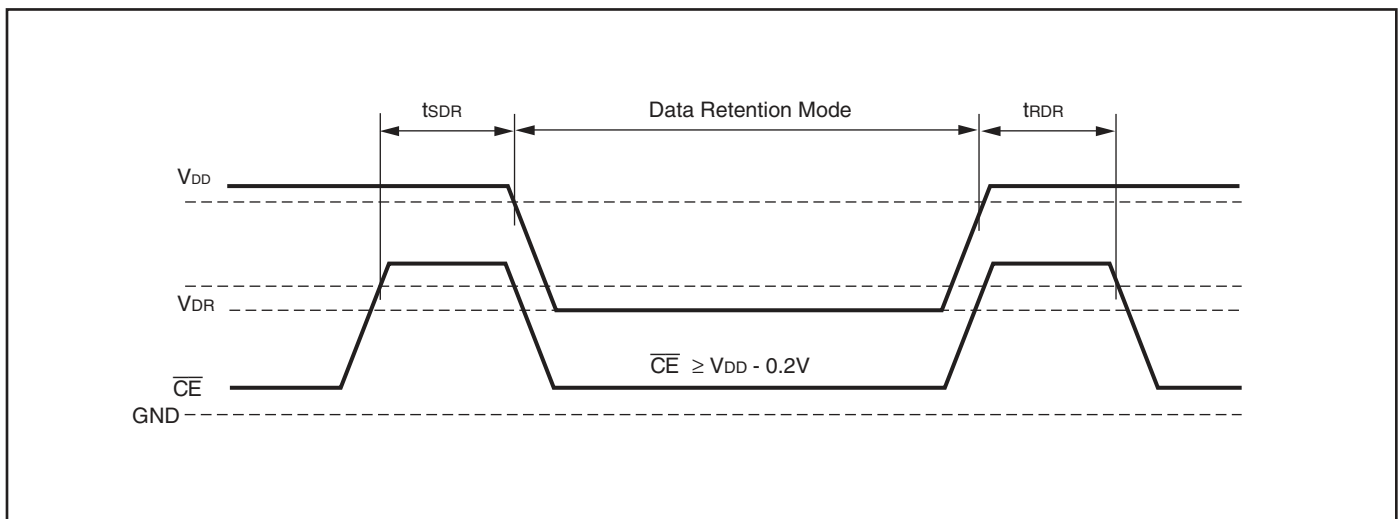 tSDR
Data Retention Mode
tRDR
VDD
VDR
CE ≥ VDD - 0.2V
CE
GND